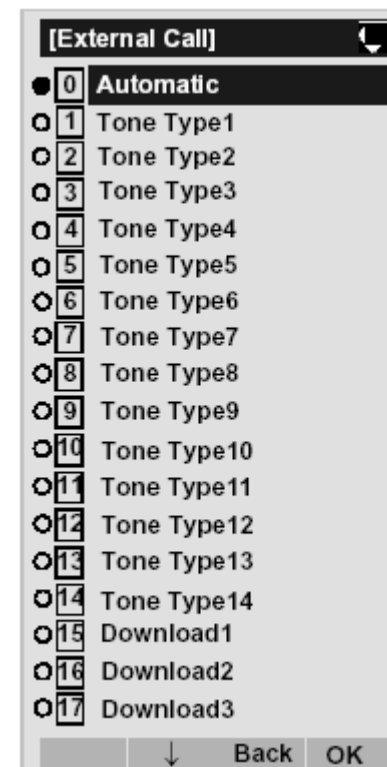 [External Call]
0 Automatic
1 Tone Type1
2 Tone Type2
3 Tone Type3
4 Tone Type4
5 Tone Type5
6 Tone Type6
7 Tone Type7
8 Tone Type8
9 Tone Type9
10 Tone Type10
11 Tone Type11
12 Tone Type12
13 Tone Type13
14 Tone Type14
15 Download1
16 Download2
17 Download3
↓ Back OK